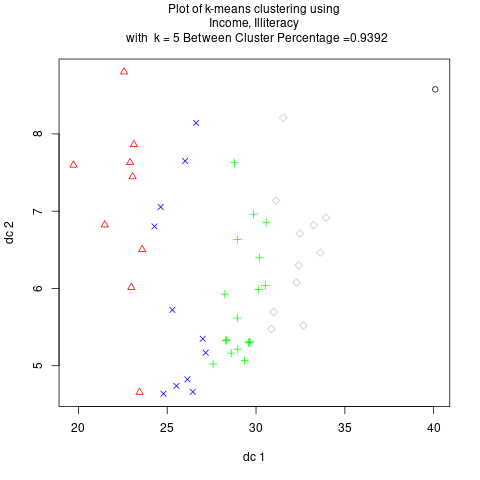 Plot of k-means clustering using
Income, Illiteracy
with  k = 5 Between Cluster Percentage =0.9392
dc 2
8
7
6
5
20 25 30 35 40
dc 1